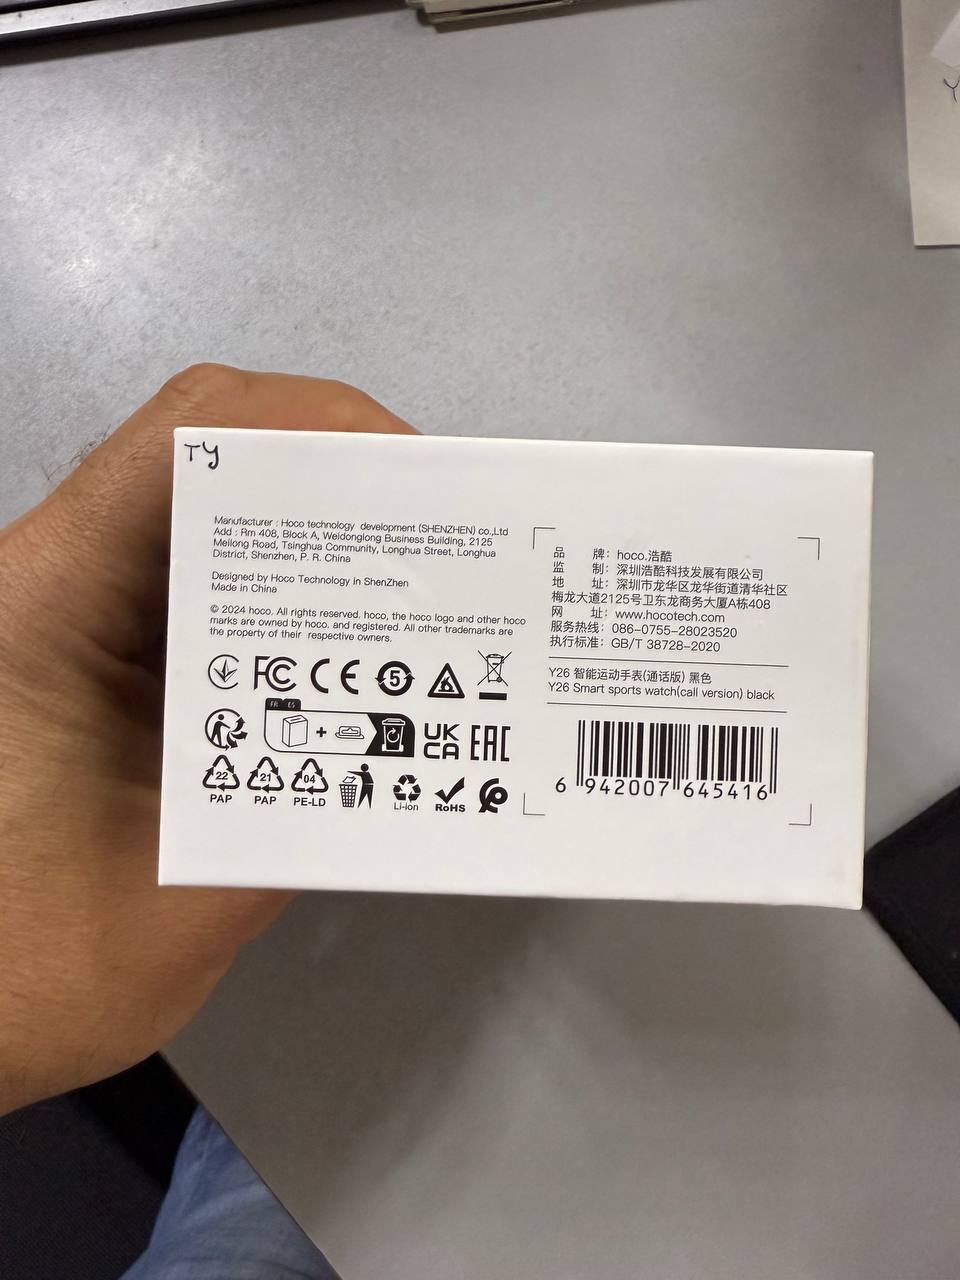 TY
Manufacturer : Hoco technology development (SHENZHEN) co.,Ltd
Add : Rm 408, Block A, Weidonglong Business Building, 2125
Meilong Road, Tsinghua Community, Longhua Street, Longhua
District, Shenzhen, P. R. China
Designed by Hoco Technology in ShenZhen
Made in China
© 2024 hoco. All rights reserved. hoco, the hoco logo and other hoco
marks are owned by hoco. and registered. All other trademarks are
the property of their respective owners.
FC CE 5
FR ES
UK
CA EAC
22 21 04
PAP PAP PE-LD Li-ion RoHS
品 牌: hoco.浩酷
监 制: 深圳浩酷科技发展有限公司
地 址: 深圳市龙华区龙华街道清华社区
梅龙大道2125号卫东龙商务大厦A栋408
网 址: www.hocotech.com
服务热线: 086-0755-28023520
执行标准: GB/T 38728-2020
Y26 智能运动手表(通话版) 黑色
Y26 Smart sports watch(call version) black
6 942007 645416
Y